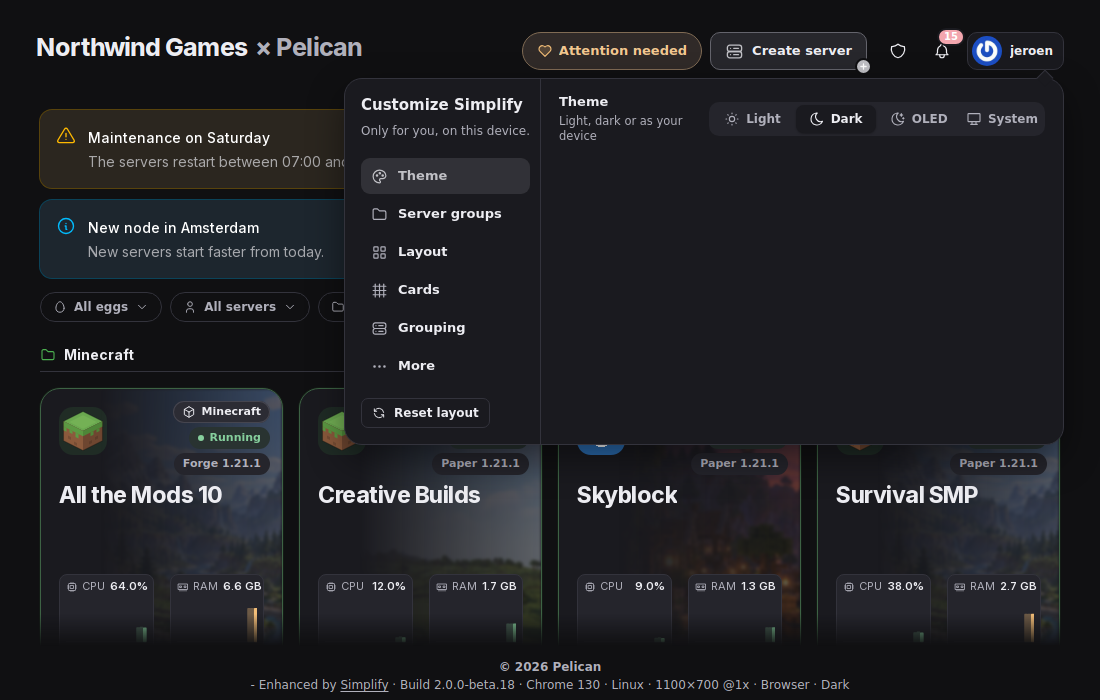 Northwind Games × Pelican
Attention needed
Create server
15
jeroen
Maintenance on Saturday
The servers restart between 07:00
New node in Amsterdam
New servers start faster from today.
All eggs
All servers
Customize Simplify
Only for you, on this device.
Theme
Server groups
Layout
Cards
Grouping
More
Reset layout
Theme
Light, dark or as your
device
Light
Dark
OLED
System
Minecraft
Minecraft
Running
Forge 1.21.1
All the Mods 10
CPU 64.0%
RAM 6.6 GB
Paper 1.21.1
Creative Builds
CPU 12.0%
RAM 1.7 GB
Paper 1.21.1
Skyblock
CPU 9.0%
RAM 1.3 GB
Paper 1.21.1
Survival SMP
CPU 38.0%
RAM 2.7 GB
© 2026 Pelican
- Enhanced by Simplify · Build 2.0.0-beta.18 · Chrome 130 · Linux · 1100×700 @1x · Browser · Dark